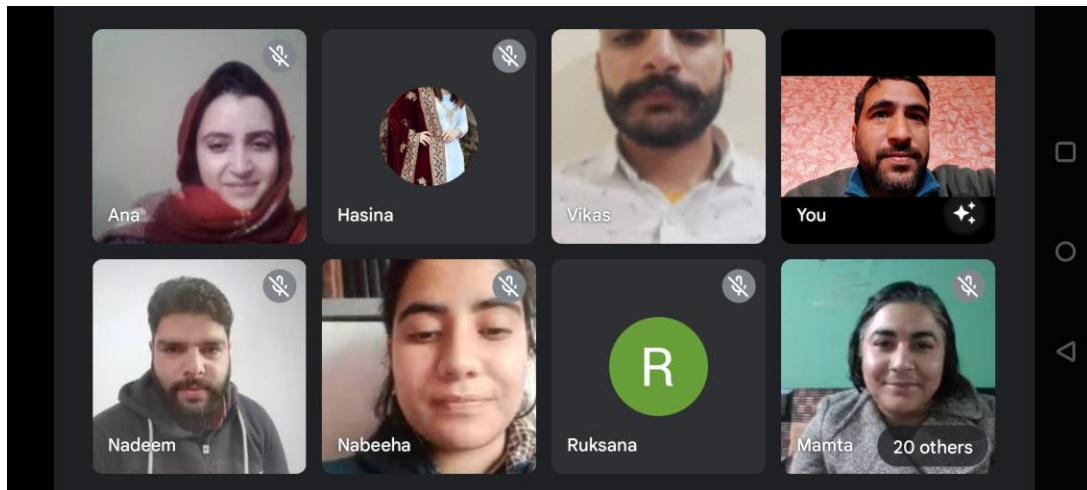 Ana
Hasina
Vikas
You
Nadeem
Nabeeha
R
Ruksana
Mamta
20 others